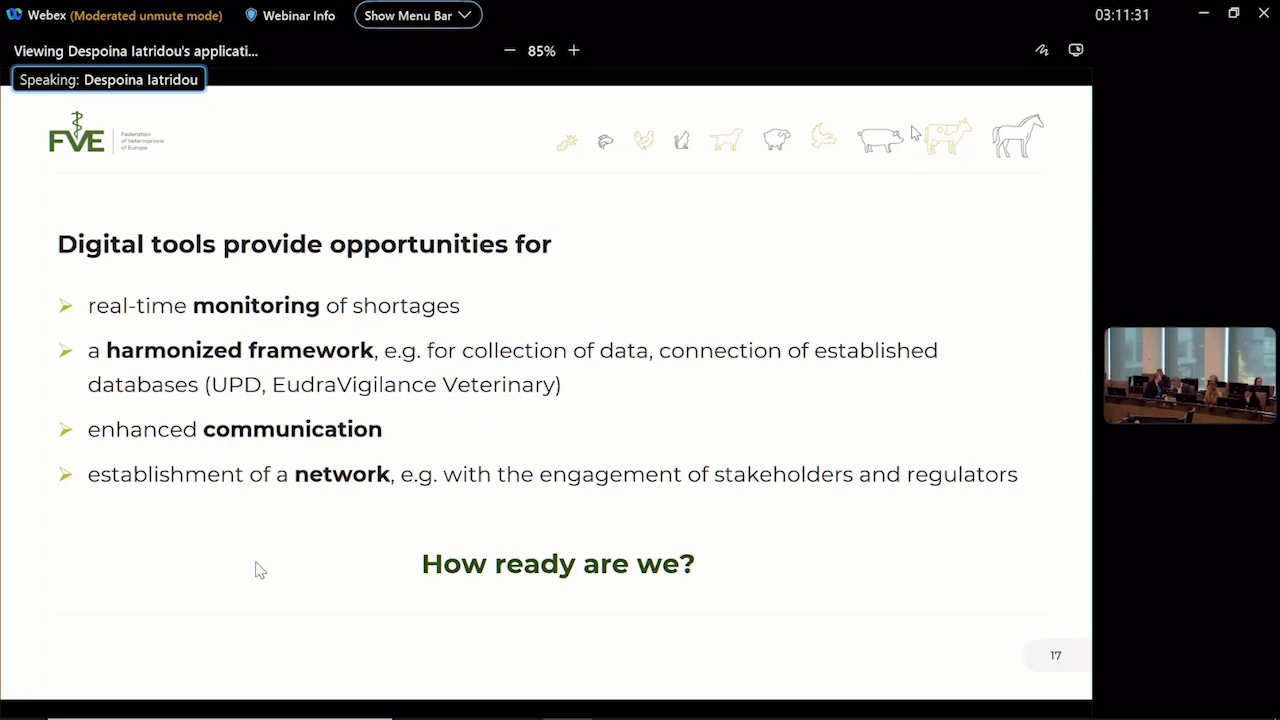 Webex (Moderated unmute mode) Webinar Info Show Menu Bar 03:11:31
Viewing Despoina Iatridou's applicati... 85%
Speaking: Despoina Iatridou
FVE
Federation
of Veterinarians
of Europe
Digital tools provide opportunities for
real-time monitoring of shortages
a harmonized framework, e.g. for collection of data, connection of established
databases (UPD, EudraVigilance Veterinary)
enhanced communication
establishment of a network, e.g. with the engagement of stakeholders and regulators
How ready are we?
17